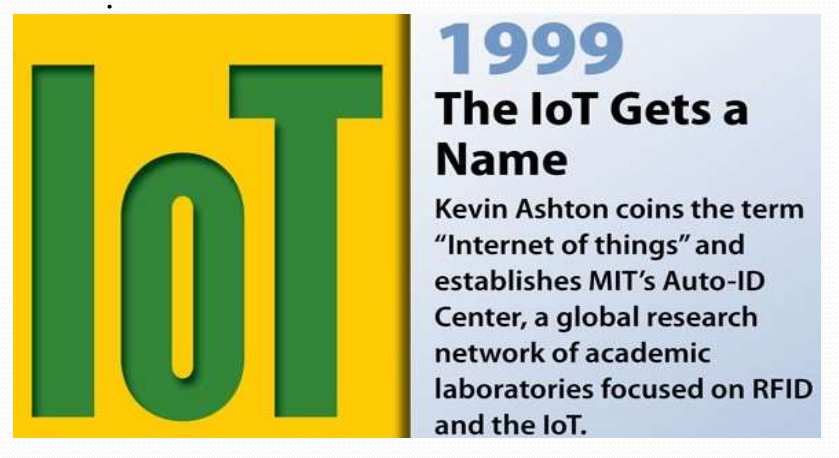 IoT
1999
The IoT Gets a
Name
Kevin Ashton coins the term
“Internet of things” and
establishes MIT’s Auto-ID
Center, a global research
network of academic
laboratories focused on RFID
and the IoT.